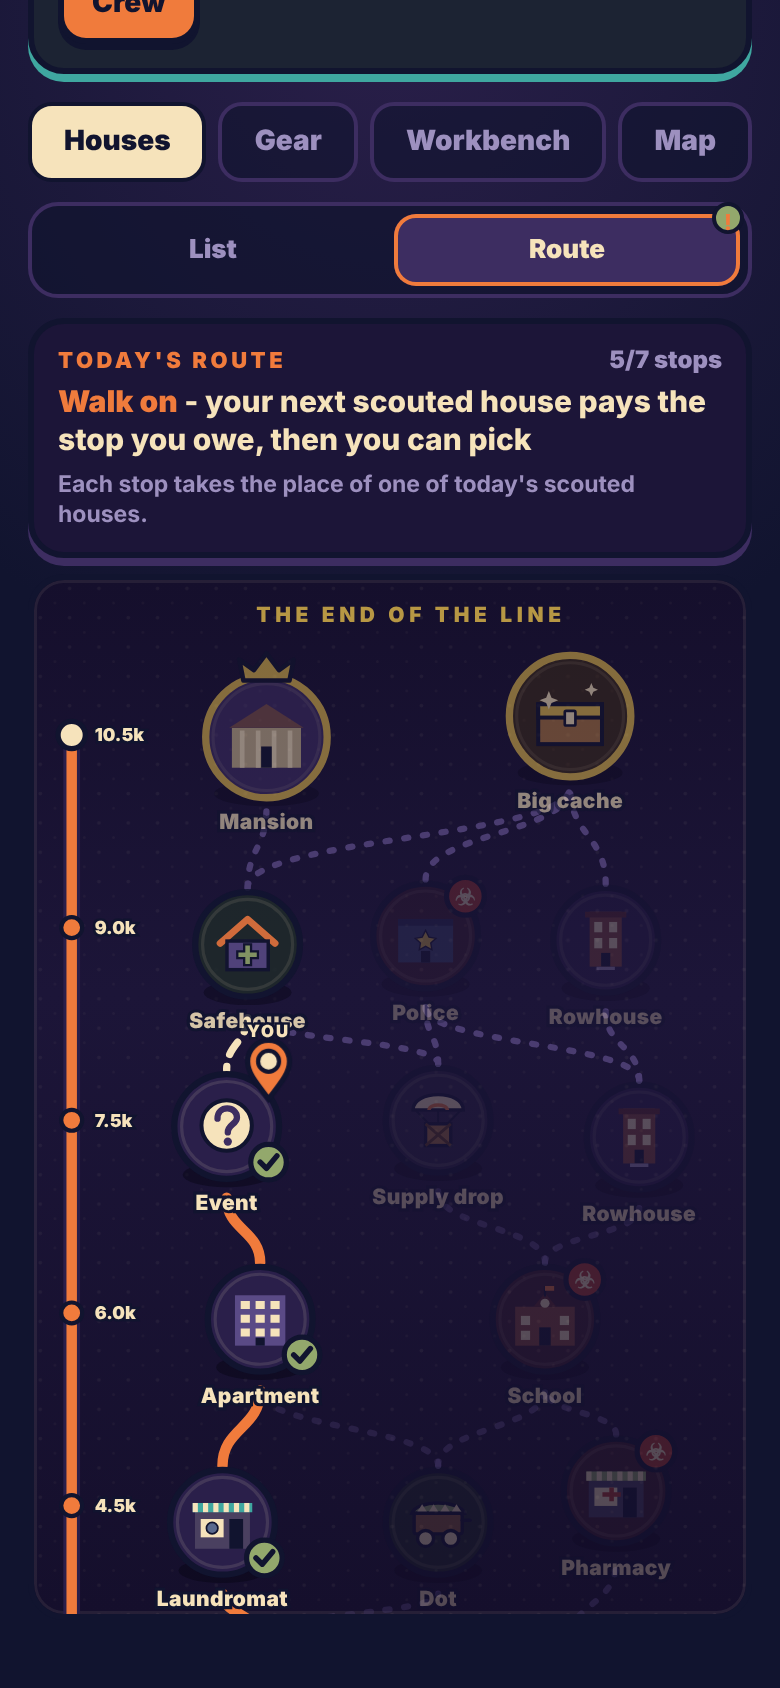 Crew
Houses
Gear
Workbench
Map
List
Route
TODAY'S ROUTE
5/7 stops
Walk on - your next scouted house pays the
stop you owe, then you can pick
Each stop takes the place of one of today's scouted
houses.
THE END OF THE LINE
10.5k
Mansion
Big cache
9.0k
Safehouse
Police
Rowhouse
YOU
7.5k
Event
Supply drop
Rowhouse
6.0k
Apartment
School
4.5k
Laundromat
Dot
Pharmacy